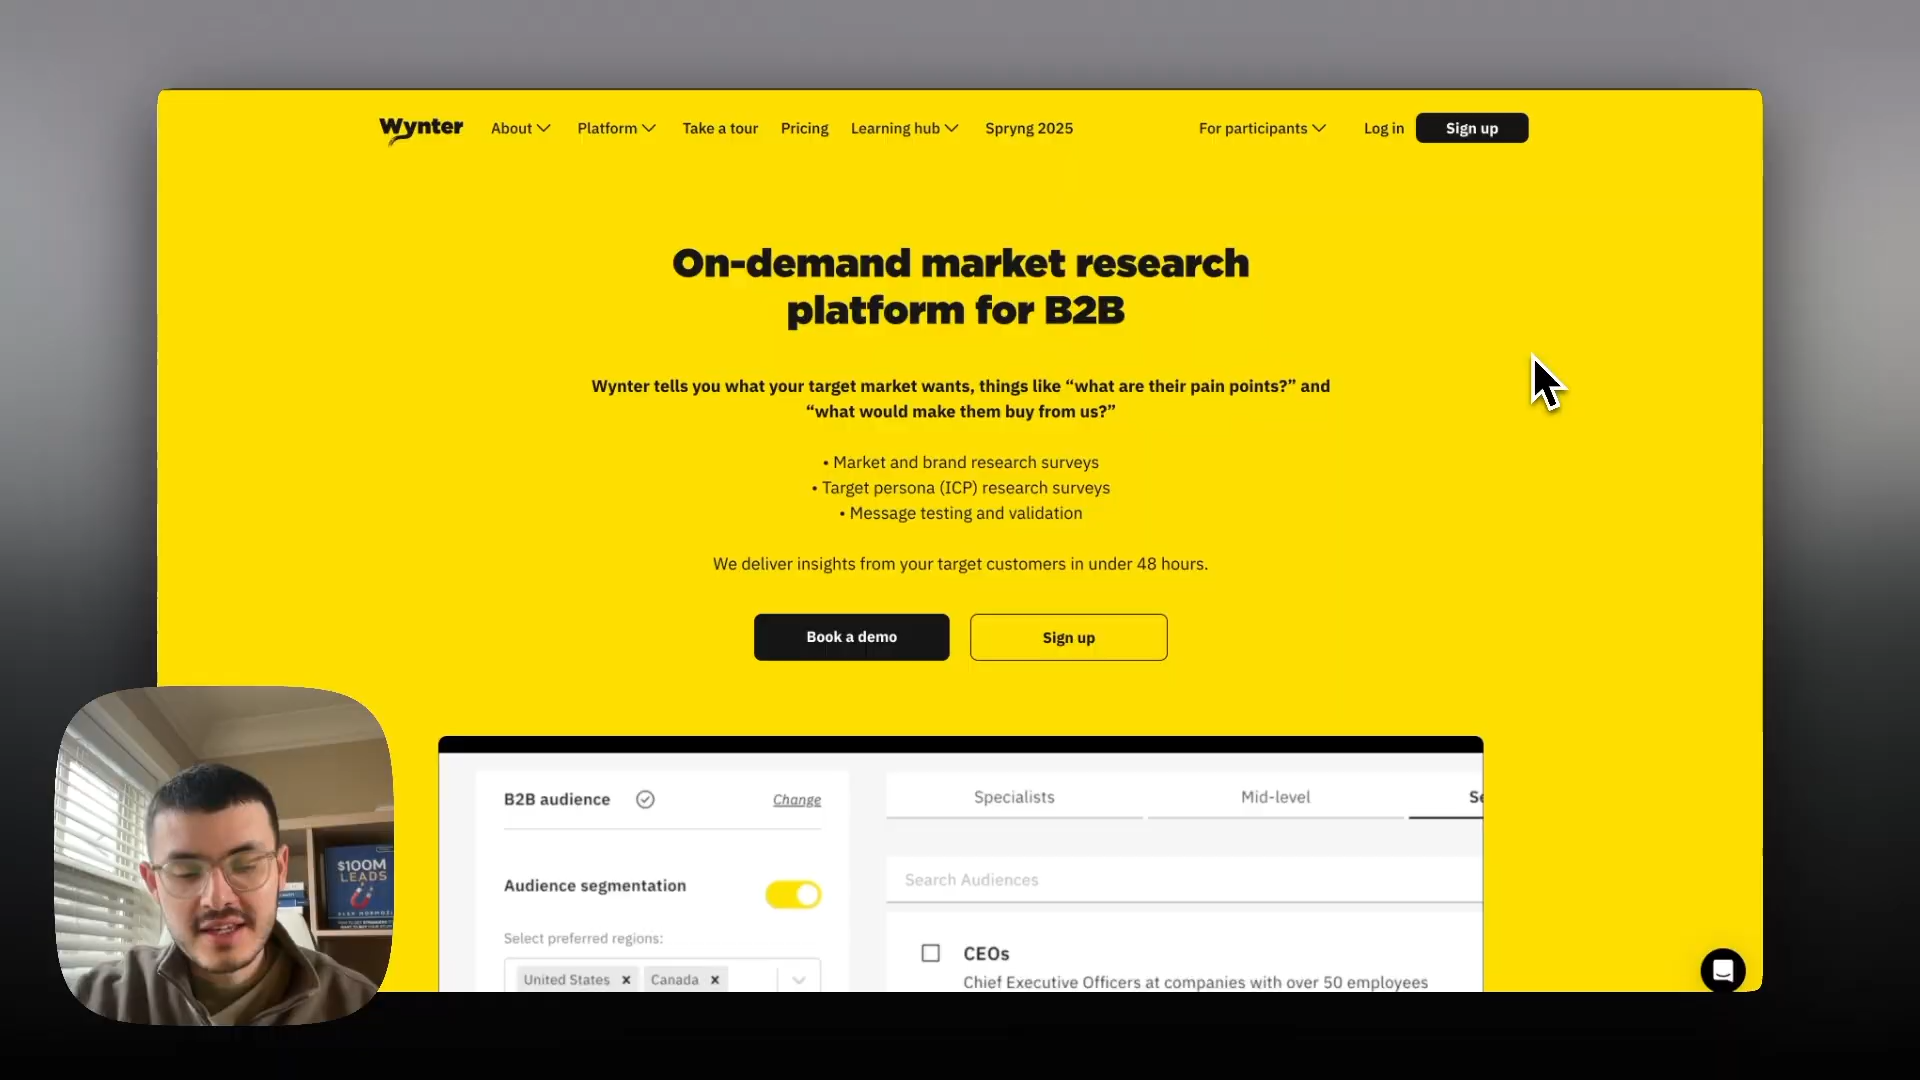 Wynter
About
Platform
Take a tour
Pricing
Learning hub
Spryng 2025
For participants
Log in
Sign up
On-demand market research
platform for B2B
Wynter tells you what your target market wants, things like “what are their pain points?” and
“what would make them buy from us?”
• Market and brand research surveys
• Target persona (ICP) research surveys
• Message testing and validation
We deliver insights from your target customers in under 48 hours.
Book a demo
Sign up
B2B audience
Change
Specialists
Mid-level
Audience segmentation
Search Audiences
Select preferred regions:
United States
Canada
CEOs
Chief Executive Officers at companies with over 50 employees
$100M
LEADS